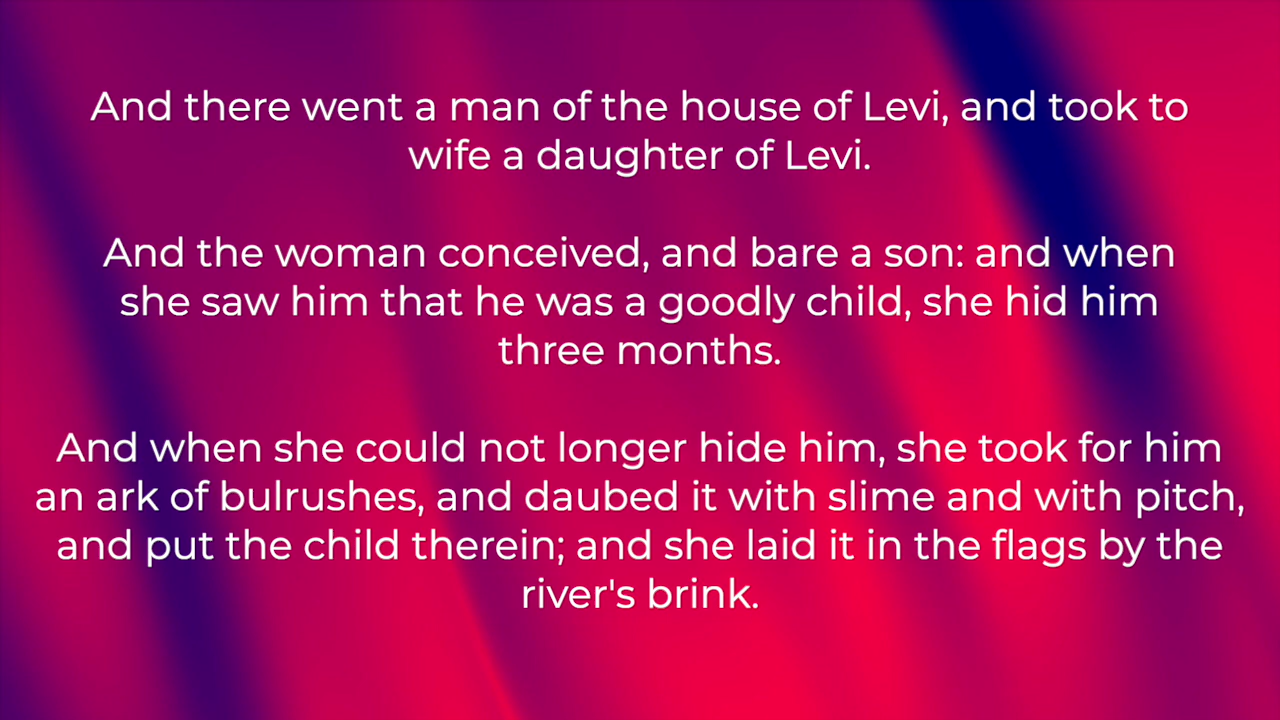 And there went a man of the house of Levi, and took to
wife a daughter of Levi.
And the woman conceived, and bare a son: and when
she saw him that he was a goodly child, she hid him
three months.
And when she could not longer hide him, she took for him
an ark of bulrushes, and daubed it with slime and with pitch,
and put the child therein; and she laid it in the flags by the
river's brink.